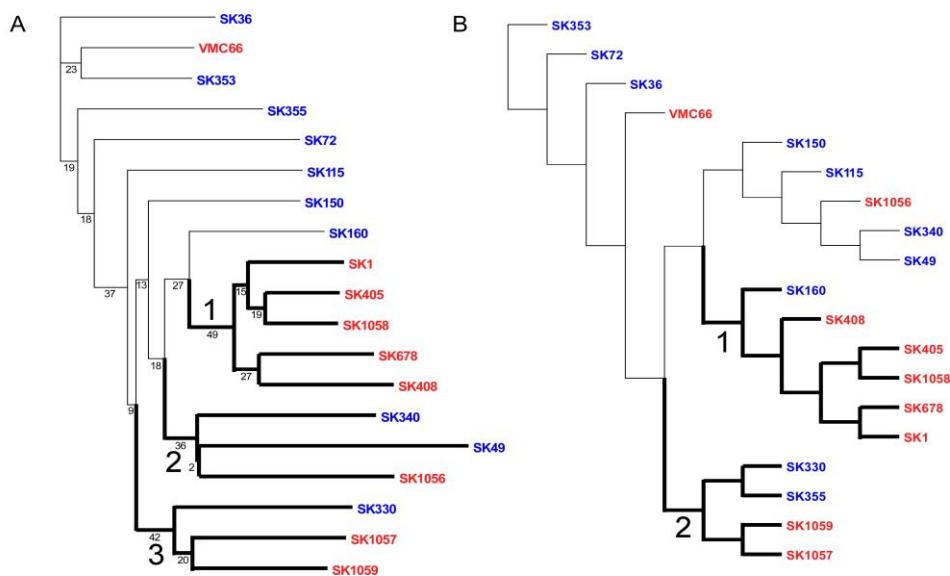 A
SK36
VMC66
23
SK353
SK355
19
SK72
18
SK115
37
SK150
13
SK160
27
SK1
15
SK405
19
SK1058
1
49
SK678
27
SK408
18
9
SK340
36
2
SK49
2
SK1056
SK330
42
3
SK1057
20
SK1059
B
SK353
SK72
SK36
VMC66
SK150
SK115
SK1056
SK340
SK49
SK160
1
SK408
SK405
SK1058
SK678
SK1
SK330
SK355
2
SK1059
SK1057